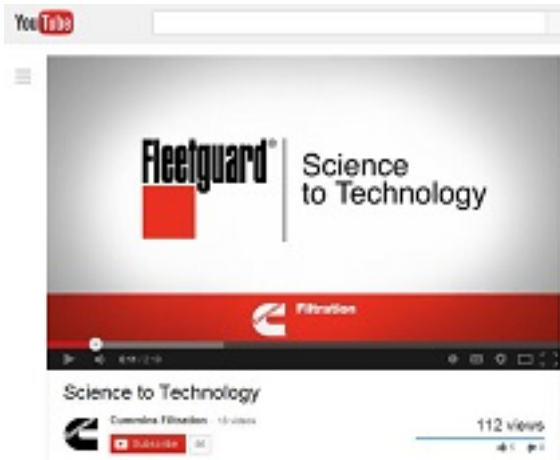 YouTube
Fleetguard®
Science
to Technology
Filtration
Science to Technology
Cummins Filtration
Subscribe
112 views